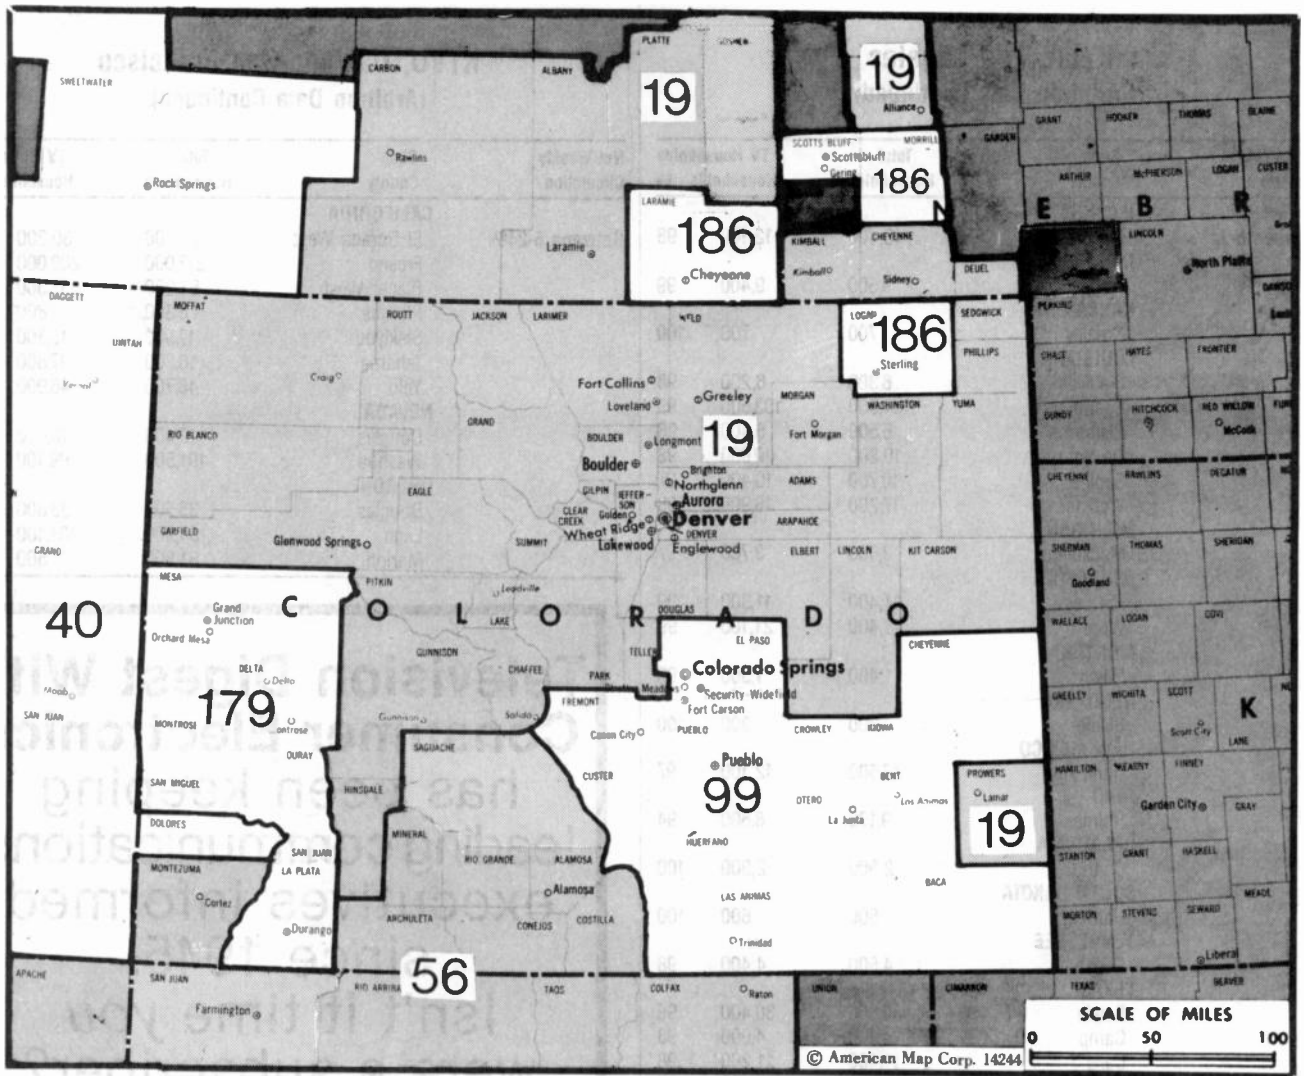 CARBON
ALBANY
PLATTE
GOSHEN
SWEETWATER
19
19
Alliance
GRANT
HOOKER
THOMAS
BLAINE
Rawlins
SCOTTS BLUFF
MORRILL
GARDEN
Scottsbluff
Gering
186
ARTHUR
McPHERSON
LOGAN
CUSTER
Rock Springs
LARAMIE
N E B R
186
Laramie
Cheyenne
KIMBALL
CHEYENNE
Kimball
Sidney
DEUEL
LINCOLN
North Platte
DAGGETT
MOFFAT
ROUTT
JACKSON
LARIMER
WELD
LOGAN
SEDGWICK
PERKINS
UINTAH
186
Sterling
PHILLIPS
CHASE
HAYES
FRONTIER
Craig
Fort Collins
Loveland
Greeley
MORGAN
WASHINGTON
YUMA
DUNDY
HITCHCOCK
RED WILLOW
McCook
GRAND
RIO BLANCO
BOULDER
Longmont
19
Fort Morgan
Boulder
Brighton
Northglenn
ADAMS
CHEYENNE
RAWLINS
DECATUR
EAGLE
GILPIN
JEFFER-
SON
Aurora
CLEAR
CREEK
Golden
Denver
ARAPAHOE
Wheat Ridge
DENVER
GARFIELD
Glenwood Springs
SUMMIT
Lakewood
Englewood
ELBERT
LINCOLN
KIT CARSON
SHERMAN
THOMAS
SHERIDAN
GRAND
Goodland
MESA
PITKIN
Leadville
LAKE
DOUGLAS
C O L O R A D O
Grand
Junction
Orchard Mesa
40
WALLACE
LOGAN
GOVE
EL PASO
CHEYENNE
GUNNISON
TELLER
DELTA
Delta
CHAFFEE
PARK
Colorado Springs
Moab
179
Security Widefield
Fort Carson
GREELEY
WICHITA
SCOTT
Scott City
LANE
K
SAN JUAN
MONTROSE
Gunnison
Salida
FREMONT
Canon City
PUEBLO
CROWLEY
KIOWA
OURAY
SAGUACHE
Pueblo
SAN MIGUEL
HINSDALE
CUSTER
99
BENT
PROWERS
Lamar
HAMILTON
KEARNY
FINNEY
OTERO
Los Animas
La Junta
19
Garden City
GRAY
DOLORES
MINERAL
HUERFANO
SAN JUAN
LA PLATA
RIO GRANDE
ALAMOSA
STANTON
GRANT
HASKELL
MONTEZUMA
Cortez
Alamosa
LAS ANIMAS
BACA
MEADE
Durango
ARCHULETA
CONEJOS
COSTILLA
MORTON
STEVENS
SEWARD
Trinidad
Liberal
APACHE
SAN JUAN
RIO ARRIBA
56
TAOS
COLFAX
Raton
UNION
CIMARRON
TEXAS
BEAVER
Farmington
SCALE OF MILES
0 50 100
© American Map Corp. 14244